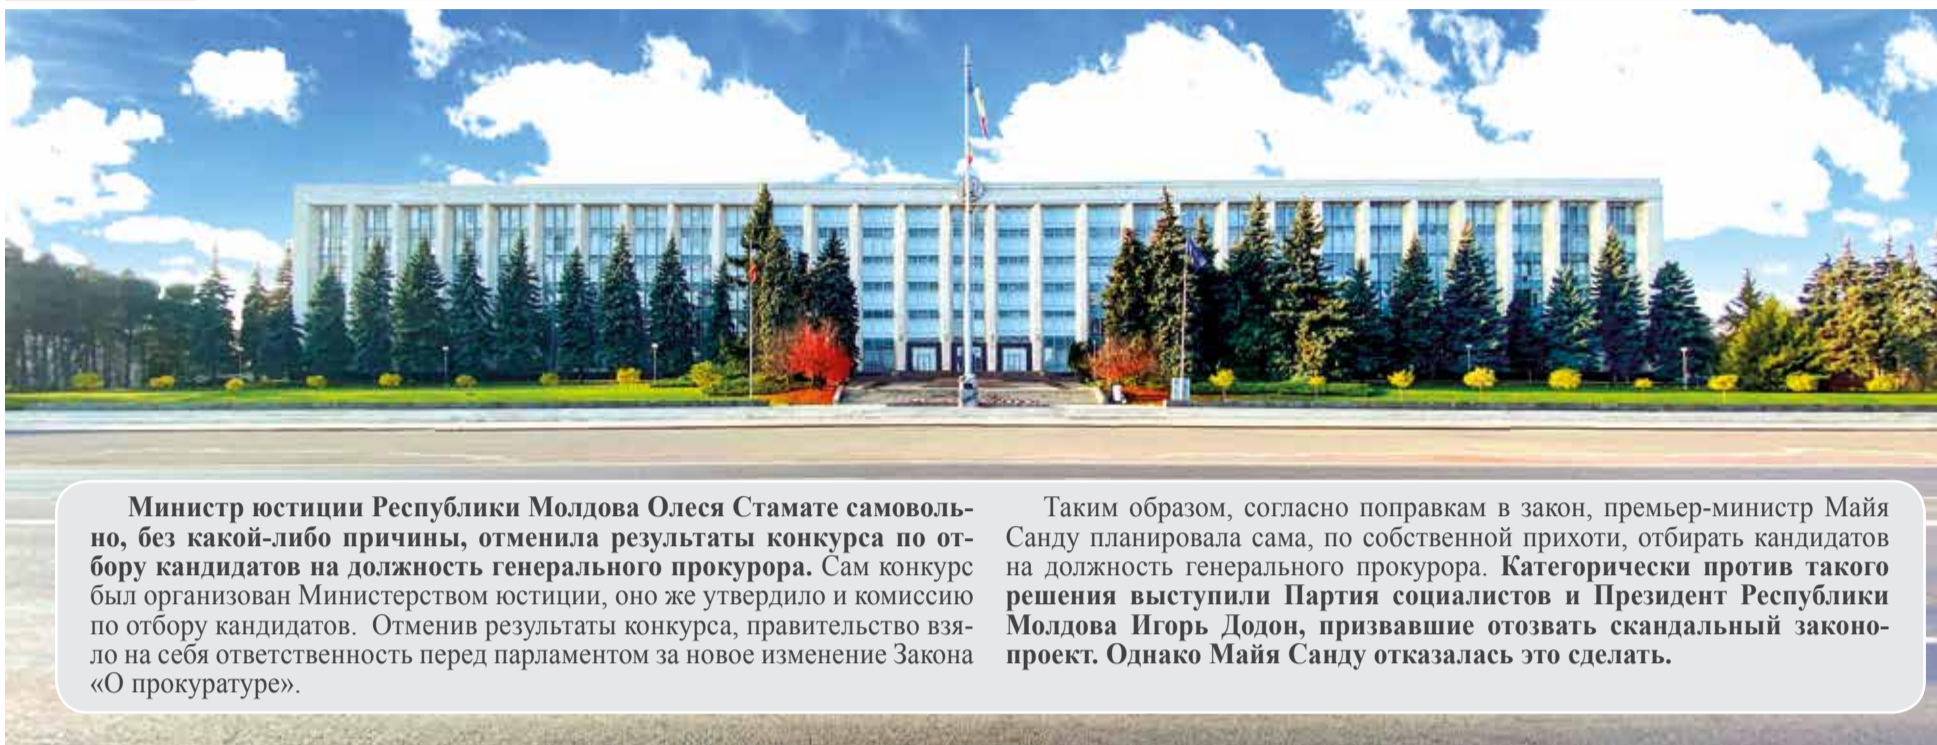 Министр юстиции Республики Молдова Олеся Стамате самоволь-
но, без какой-либо причины, отменила результаты конкурса по от-
бору кандидатов на должность генерального прокурора. Сам конкурс
был организован Министерством юстиции, оно же утвердило и комиссию
по отбору кандидатов. Отменив результаты конкурса, правительство взя-
ло на себя ответственность перед парламентом за новое изменение Закона
«О прокуратуре».
Таким образом, согласно поправкам в закон, премьер-министр Майя
Санду планировала сама, по собственной прихоти, отбирать кандидатов
на должность генерального прокурора. Категорически против такого
решения выступили Партия социалистов и Президент Республики
Молдова Игорь Додон, призвавшие отозвать скандальный законо-
проект. Однако Майя Санду отказалась это сделать.